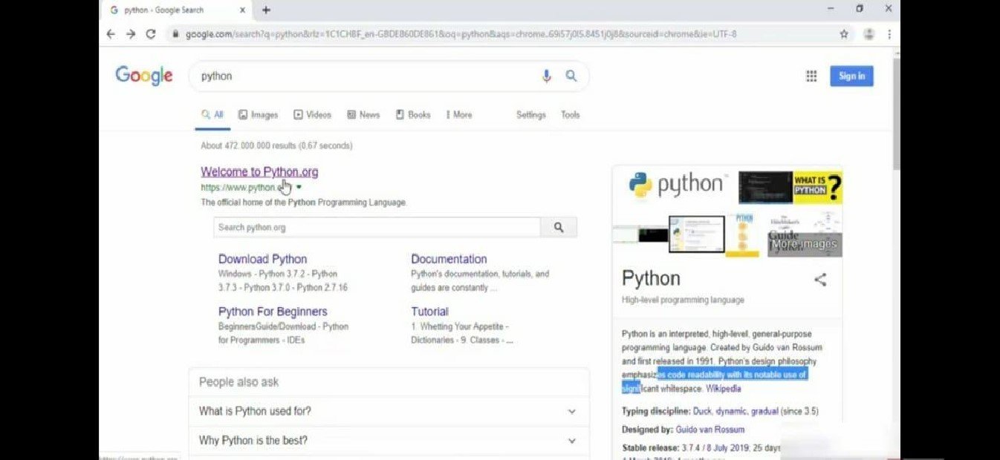 python - Google Search
google.com/search?q=python&rlz=1C1CHBF_en-GBDE860DE861&oq=python&aqs=chrome..69i57j0l5.8451j0j8&sourceid=chrome&ie=UTF-8
Google
python
Sign in
All Images Videos News Books More Settings Tools
About 472.000.000 results (0,67 seconds)
Welcome to Python.org
https://www.python.
The official home of the Python Programming Language.
Search python.org
Download Python
Windows - Python 3.7.2 - Python
3.7.3 - Python 3.7.0 - Python 2.7.16
Documentation
Python's documentation, tutorials, and
guides are constantly ...
Python For Beginners
BeginnersGuide/Download - Python
for Programmers - IDEs
Tutorial
1. Whetting Your Appetite -
Dictionaries - 9. Classes - ...
People also ask
What is Python used for?
Why Python is the best?
python
WHAT IS
PYTHON ?
PYTHON
Guide
More images
Python
High-level programming language
Python is an interpreted, high-level, general-purpose
programming language. Created by Guido van Rossum
and first released in 1991, Python's design philosophy
emphasizes code readability with its notable use of
significant whitespace. Wikipedia
Typing discipline: Duck, dynamic, gradual (since 3.5)
Designed by: Guido van Rossum
Stable release: 3.7.4 / 8 July 2019; 25 days